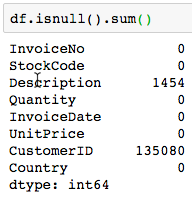 df.isnull().sum()
InvoiceNo 0
StockCode 0
Description 1454
Quantity 0
InvoiceDate 0
UnitPrice 0
CustomerID 135080
Country 0
dtype: int64